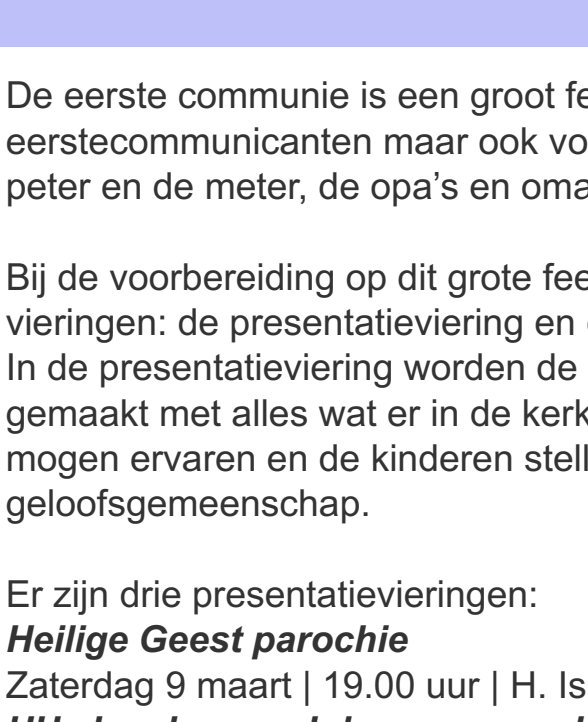 De eerste communie is een groot fe
eerstecommunicanten maar ook vo
peter en de meter, de opa's en oma
Bij de voorbereiding op dit grote fee
vieringen: de presentatieviering en
In de presentatieviering worden de
gemaakt met alles wat er in de kerk
mogen ervaren en de kinderen stell
geloofsgemeenschap.
Er zijn drie presentatievieringen:
Heilige Geest parochie
Zaterdag 9 maart | 19.00 uur | H. Is